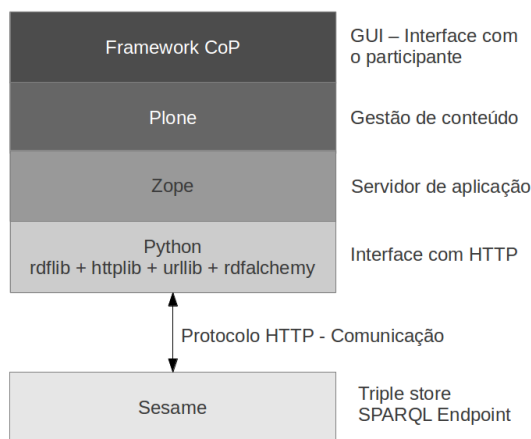 Framework CoP
GUI – Interface com
o participante
Plone
Gestão de conteúdo
Zope
Servidor de aplicação
Python
rdflib + httplib + urllib + rdfalchemy
Interface com HTTP
Protocolo HTTP - Comunicação
Sesame
Triple store
SPARQL Endpoint